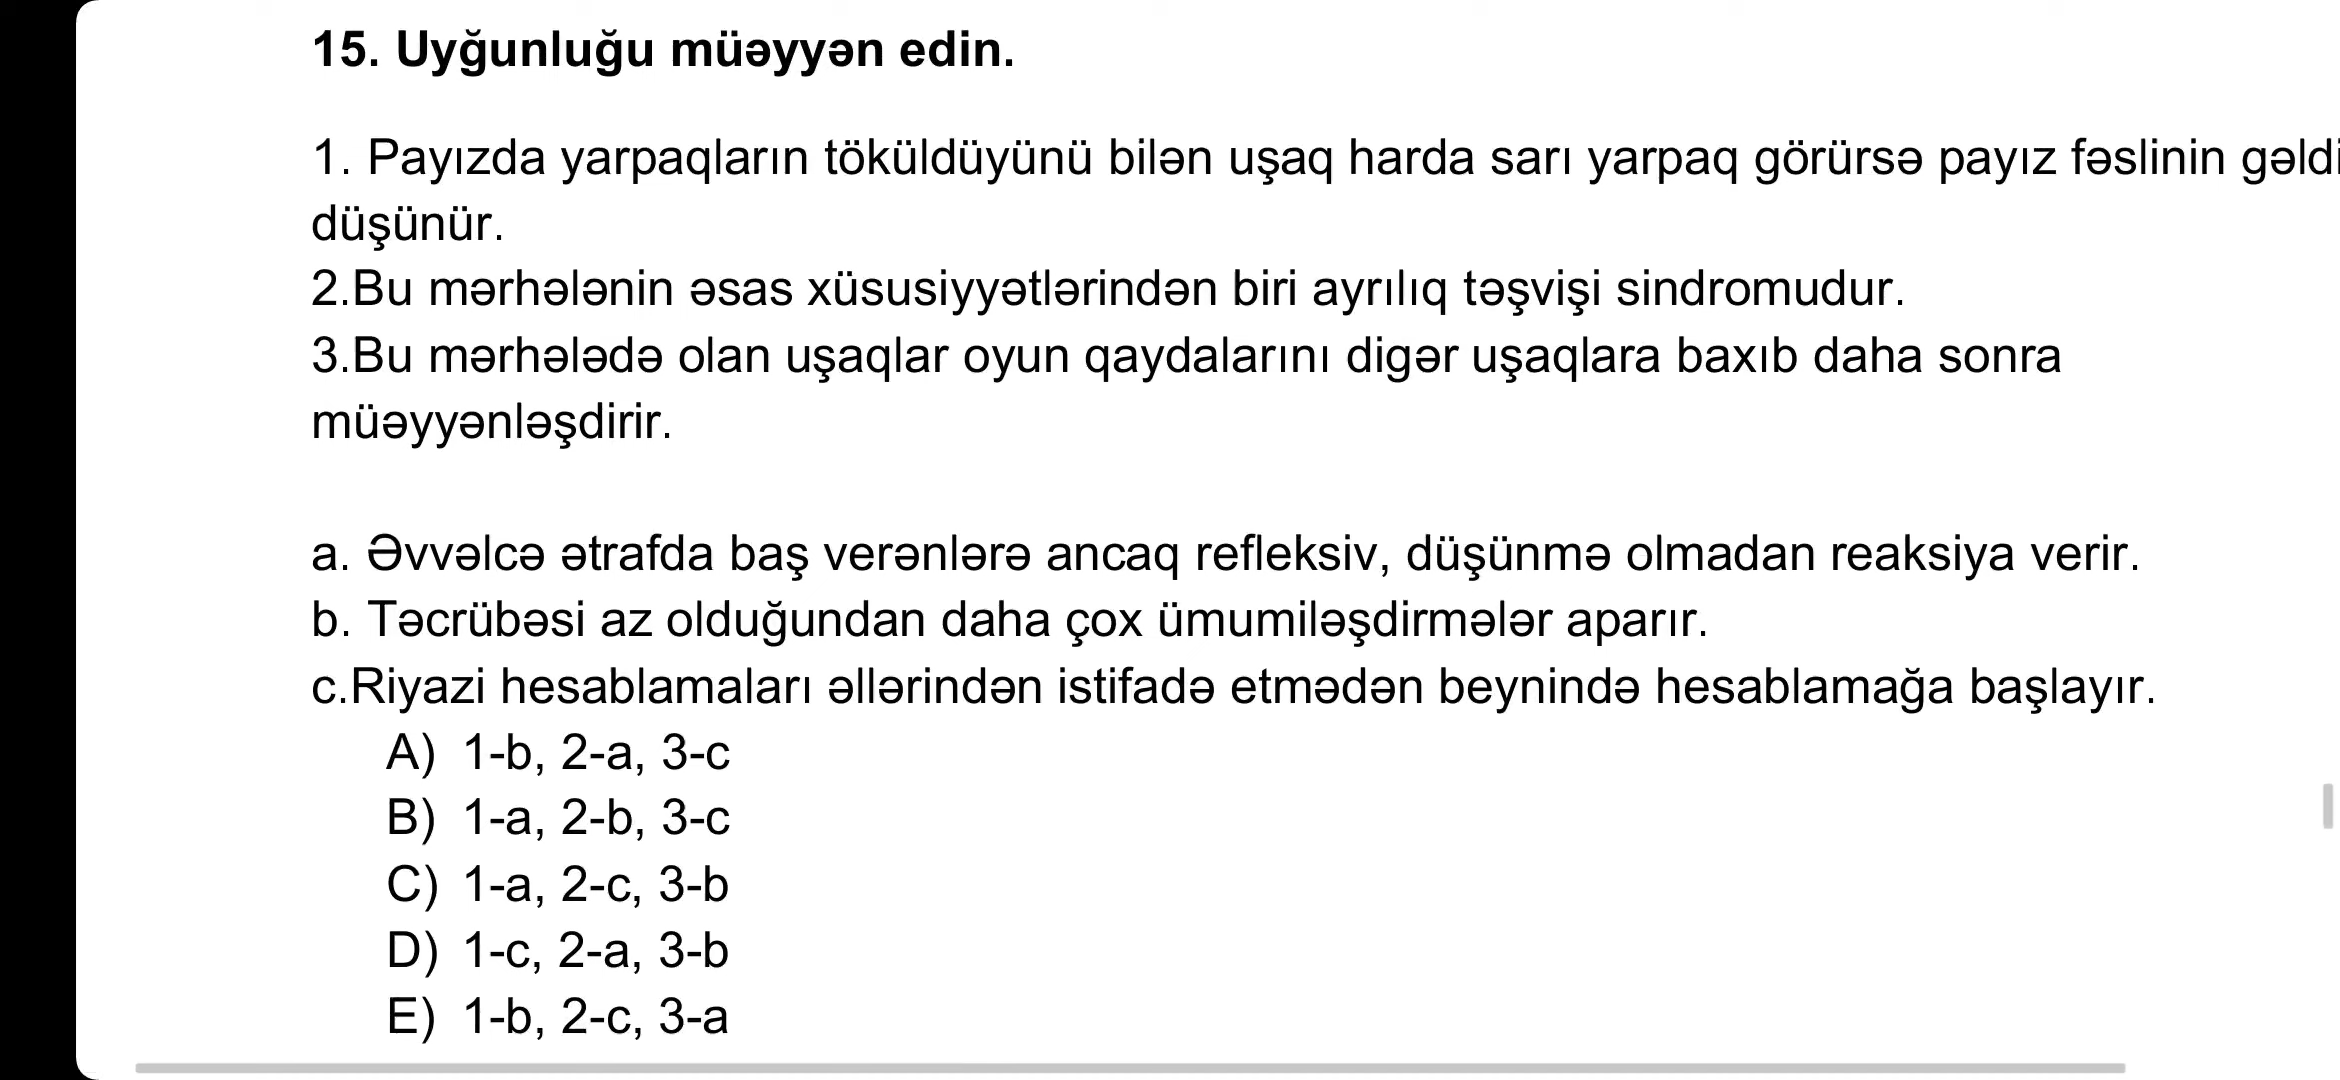 15. Uyğunluğu müəyyən edin.
1. Payızda yarpaqların töküldüyünü bilən uşaq harda sarı yarpaq görürsə payız fəslinin gəldi
düşünür.
2.Bu mərhələnin əsas xüsusiyyətlərindən biri ayrılıq təşvişi sindromudur.
3.Bu mərhələdə olan uşaqlar oyun qaydalarını digər uşaqlara baxıb daha sonra
müəyyənləşdirir.
a. Əvvəlcə ətrafda baş verənlərə ancaq refleksiv, düşünmə olmadan reaksiya verir.
b. Təcrübəsi az olduğundan daha çox ümumiləşdirmələr aparır.
c.Riyazi hesablamaları əllərindən istifadə etmədən beynində hesablamağa başlayır.
A) 1-b, 2-a, 3-c
B) 1-a, 2-b, 3-c
C) 1-a, 2-c, 3-b
D) 1-c, 2-a, 3-b
E) 1-b, 2-c, 3-a